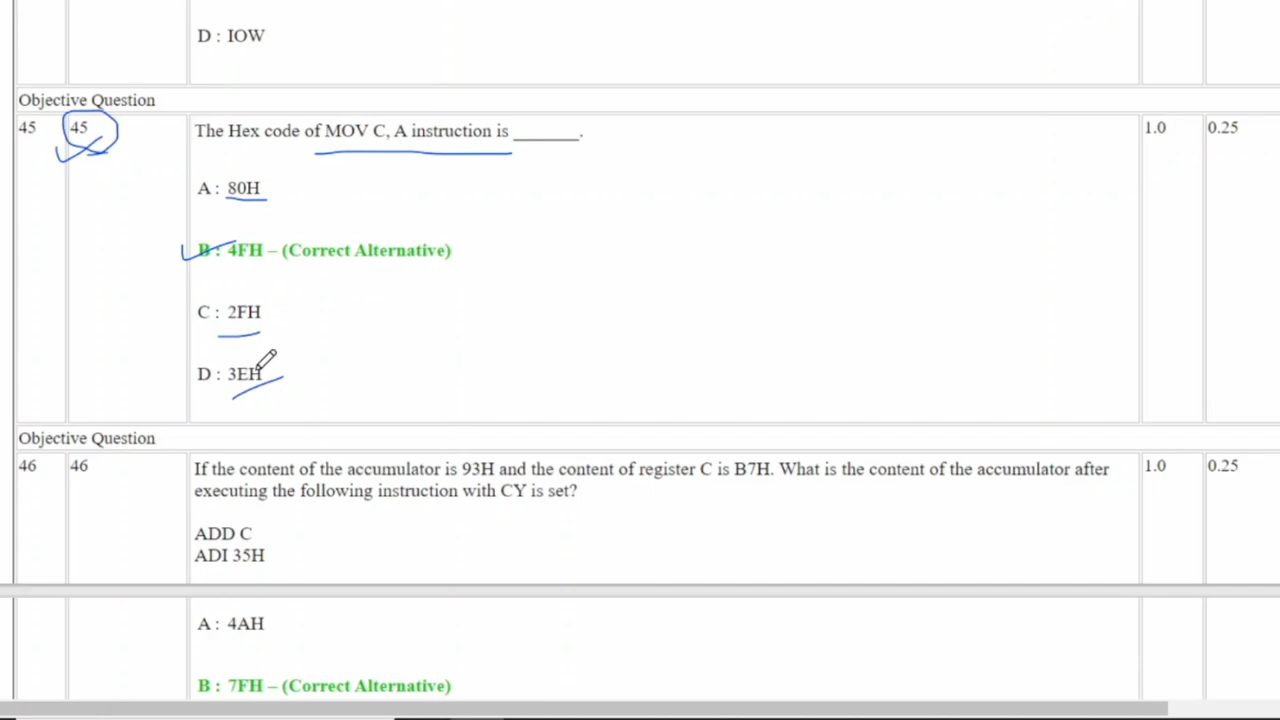 D : IOW
Objective Question
45 45 The Hex code of MOV C, A instruction is _______. 1.0 0.25
A : 80H
B : 4FH – (Correct Alternative)
C : 2FH
D : 3EH
Objective Question
46 46 If the content of the accumulator is 93H and the content of register C is B7H. What is the content of the accumulator after 1.0 0.25
executing the following instruction with CY is set?
ADD C
ADI 35H
A : 4AH
B : 7FH – (Correct Alternative)